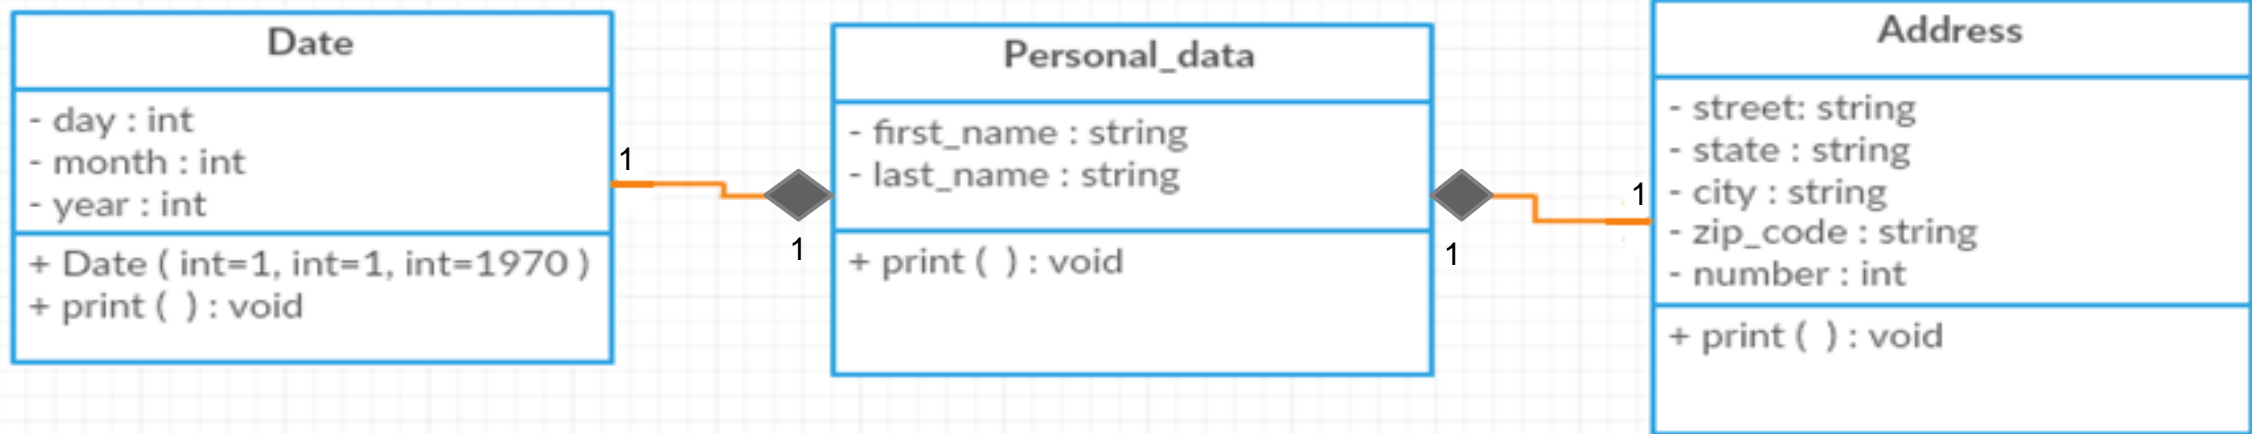 Date
- day : int
- month : int
- year : int
+ Date ( int=1, int=1, int=1970 )
+ print ( ) : void
1
1
Personal_data
- first_name : string
- last_name : string
+ print ( ) : void
1
1
Address
- street: string
- state : string
- city : string
- zip_code : string
- number : int
+ print ( ) : void